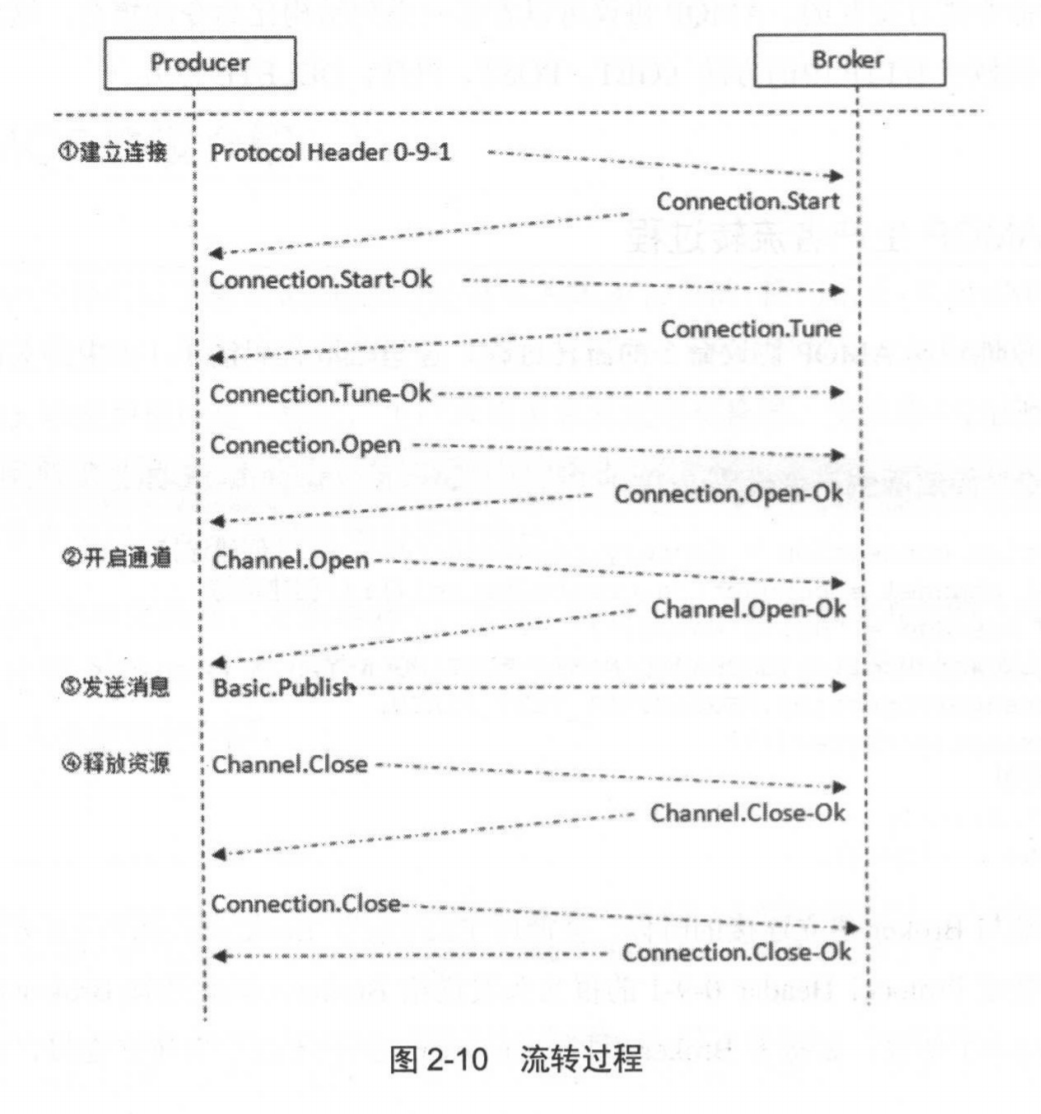 Producer
Broker
①建立连接
Protocol Header 0-9-1
Connection.Start
Connection.Start-Ok
Connection.Tune
Connection.Tune-Ok
Connection.Open
Connection.Open-Ok
②开启通道
Channel.Open
Channel.Open-Ok
③发送消息
Basic.Publish
④释放资源
Channel.Close
Channel.Close-Ok
Connection.Close
Connection.Close-Ok
图 2-10 流转过程